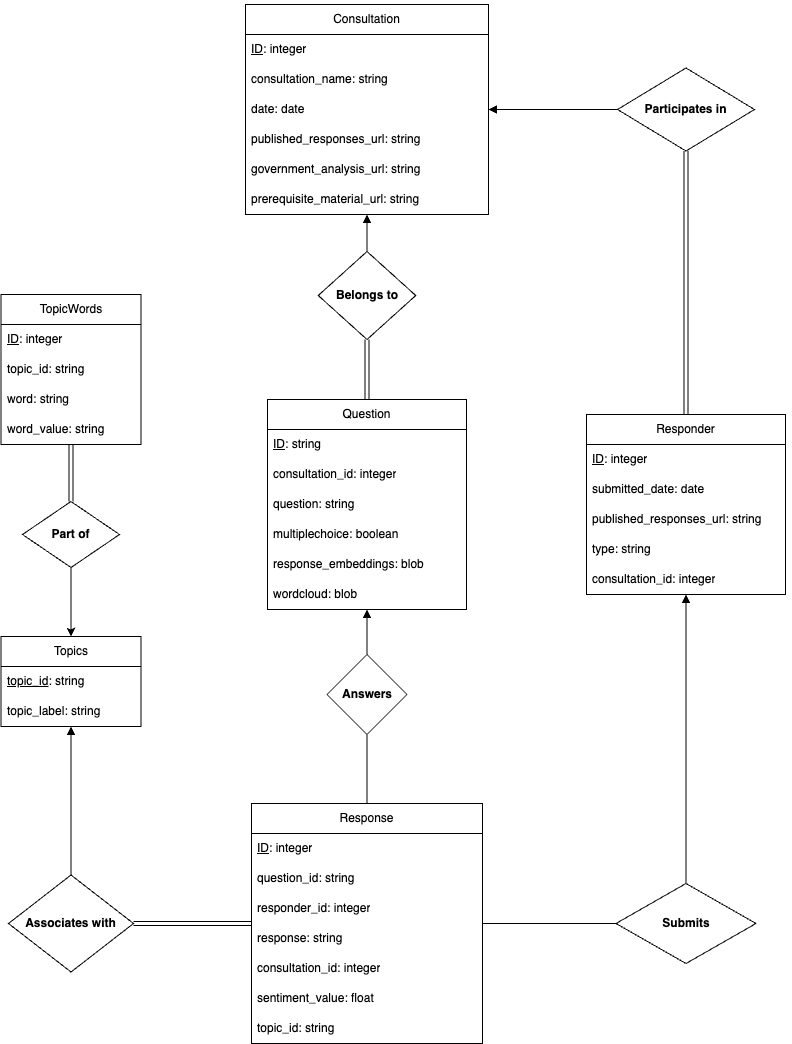 Consultation
ID: integer
consultation_name: string
date: date
published_responses_url: string
government_analysis_url: string
prerequisite_material_url: string
Participates in
Belongs to
TopicWords
ID: integer
topic_id: string
word: string
word_value: string
Part of
Question
ID: string
consultation_id: integer
question: string
multiplechoice: boolean
response_embeddings: blob
wordcloud: blob
Responder
ID: integer
submitted_date: date
published_responses_url: string
type: string
consultation_id: integer
Topics
topic_id: string
topic_label: string
Answers
Response
ID: integer
question_id: string
responder_id: integer
response: string
consultation_id: integer
sentiment_value: float
topic_id: string
Associates with
Submits